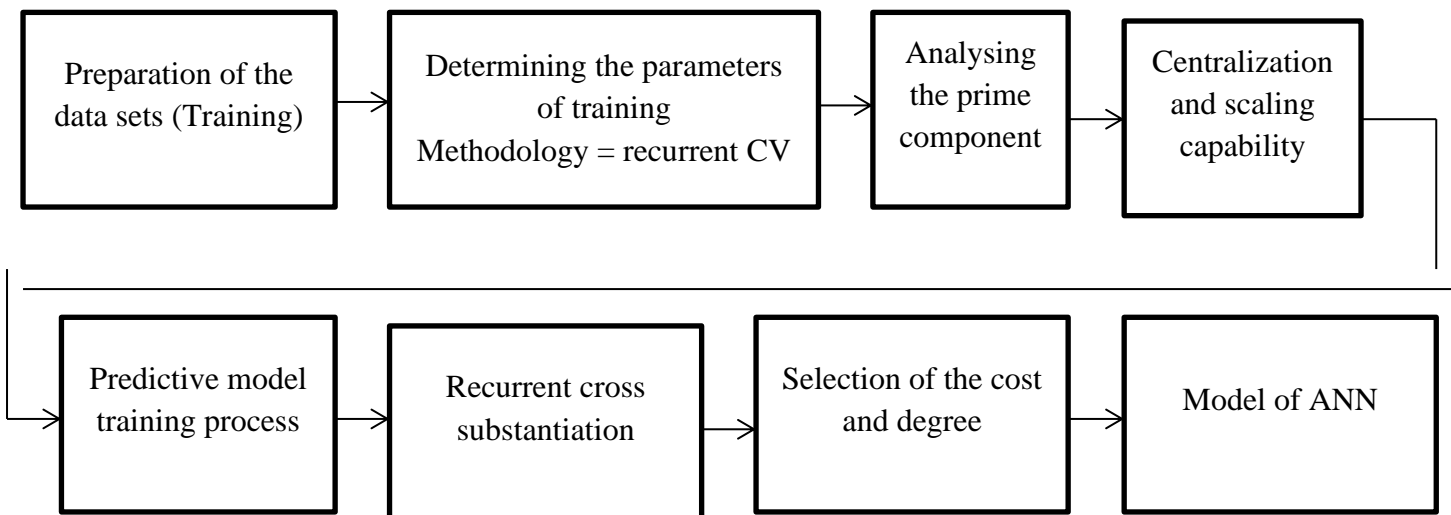 Preparation of the
data sets (Training)
Determining the parameters
of training
Methodology = recurrent CV
Analysing
the prime
component
Centralization
and scaling
capability
Predictive model
training process
Recurrent cross
substantiation
Selection of the cost
and degree
Model of ANN